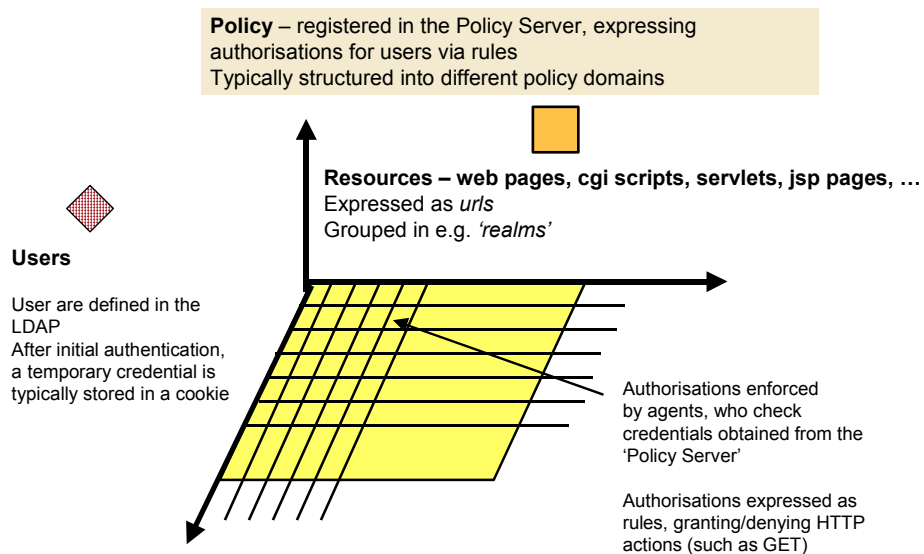 Policy – registered in the Policy Server, expressing
authorisations for users via rules
Typically structured into different policy domains
Resources – web pages, cgi scripts, servlets, jsp pages, …
Expressed as urls
Grouped in e.g. ‘realms’
Users
User are defined in the
LDAP
After initial authentication,
a temporary credential is
typically stored in a cookie
Authorisations enforced
by agents, who check
credentials obtained from the
‘Policy Server’
Authorisations expressed as
rules, granting/denying HTTP
actions (such as GET)